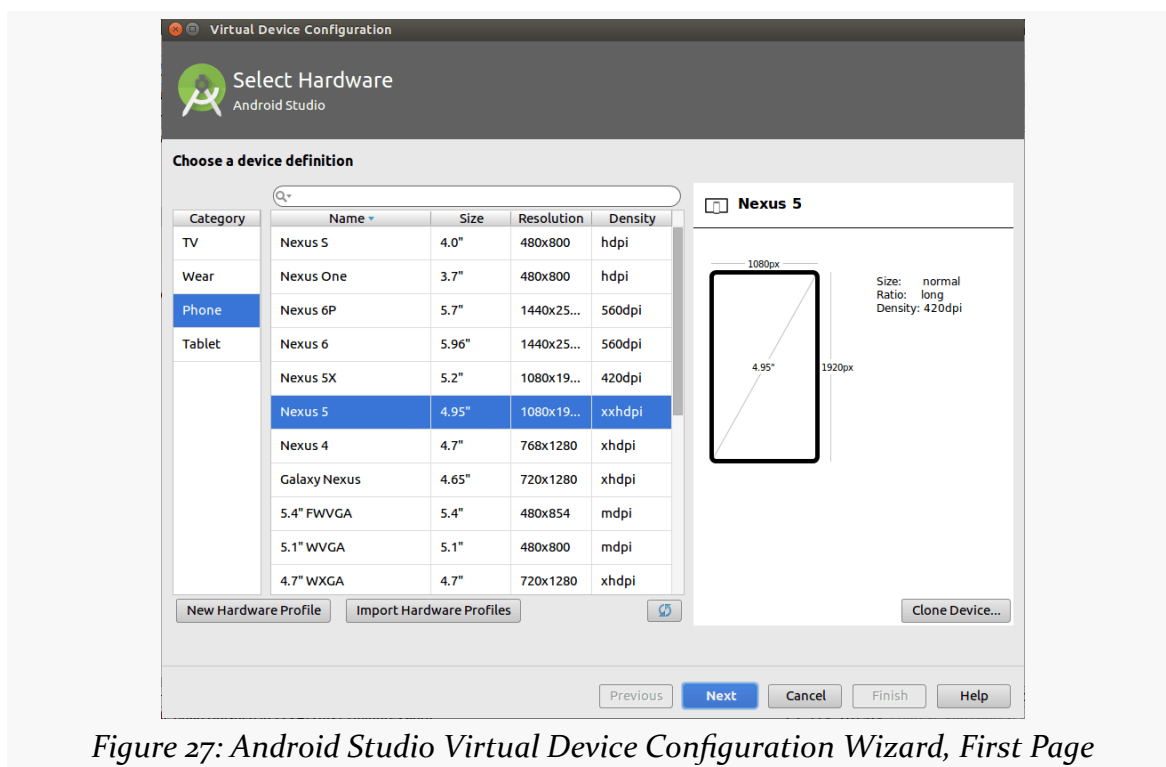 Virtual Device Configuration
Select Hardware
Android Studio
Choose a device definition
Category Name Size Resolution Density
TV
Wear
Phone
Tablet
Nexus S 4.0" 480x800 hdpi
Nexus One 3.7" 480x800 hdpi
Nexus 6P 5.7" 1440x25... 560dpi
Nexus 6 5.96" 1440x25... 560dpi
Nexus 5X 5.2" 1080x19... 420dpi
Nexus 5 4.95" 1080x19... xxhdpi
Nexus 4 4.7" 768x1280 xhdpi
Galaxy Nexus 4.65" 720x1280 xhdpi
5.4" FWVGA 5.4" 480x854 mdpi
5.1" WVGA 5.1" 480x800 mdpi
4.7" WXGA 4.7" 720x1280 xhdpi
Nexus 5
1080px
4.95"
1920px
Size: normal
Ratio: long
Density: 420dpi
New Hardware Profile Import Hardware Profiles Clone Device...
Previous Next Cancel Finish Help
Figure 27: Android Studio Virtual Device Configuration Wizard, First Page